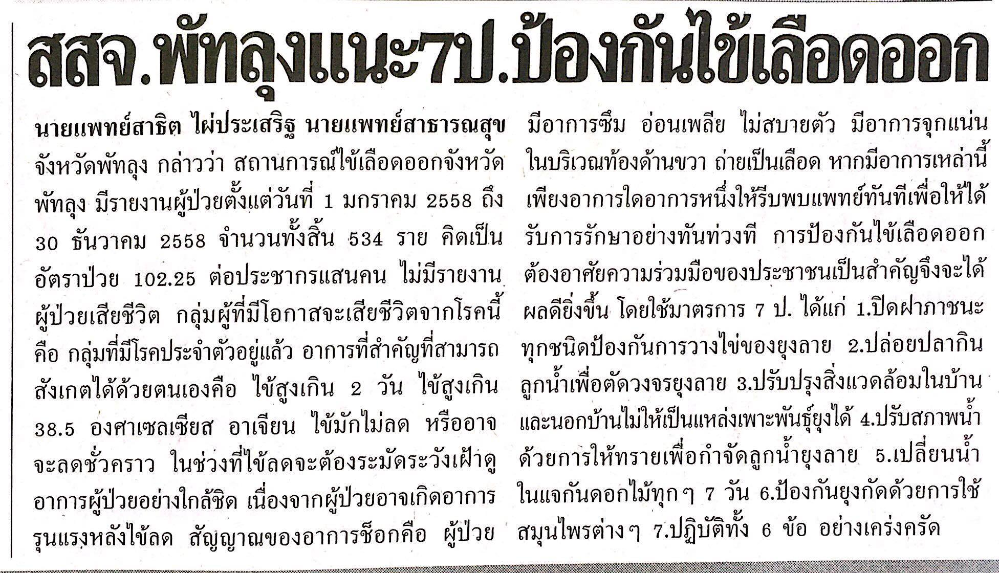 สสจ.พัทลุงแนะ7ป.ป้องกันไข้เลือดออก
นายแพทย์สาธิต ไผ่ประเสริฐ นายแพทย์สาธารณสุข
จังหวัดพัทลุง กล่าวว่า สถานการณ์ไข้เลือดออกจังหวัด
พัทลุง มีรายงานผู้ป่วยตั้งแต่วันที่ 1 มกราคม 2558 ถึง
30 ธันวาคม 2558 จำนวนทั้งสิ้น 534 ราย คิดเป็น
อัตราป่วย 102.25 ต่อประชากรแสนคน ไม่มีรายงาน
ผู้ป่วยเสียชีวิต กลุ่มผู้ที่มีโอกาสจะเสียชีวิตจากโรคนี้
คือ กลุ่มที่มีโรคประจำตัวอยู่แล้ว อาการที่สำคัญที่สามารถ
สังเกตได้ด้วยตนเองคือ ไข้สูงเกิน 2 วัน ไข้สูงเกิน
38.5 องศาเซลเซียส อาเจียน ไข้มักไม่ลด หรืออาจ
จะลดชั่วคราว ในช่วงที่ไข้ลดจะต้องระมัดระวังเฝ้าดู
อาการผู้ป่วยอย่างใกล้ชิด เนื่องจากผู้ป่วยอาจเกิดอาการ
รุนแรงหลังไข้ลด สัญญาณของอาการช็อกคือ ผู้ป่วย
มีอาการซึม อ่อนเพลีย ไม่สบายตัว มีอาการจุกแน่น
ในบริเวณท้องด้านขวา ถ่ายเป็นเลือด หากมีอาการเหล่านี้
เพียงอาการใดอาการหนึ่งให้รีบพบแพทย์ทันทีเพื่อให้ได้
รับการรักษาอย่างทันท่วงที การป้องกันไข้เลือดออก
ต้องอาศัยความร่วมมือของประชาชนเป็นสำคัญจึงจะได้
ผลดียิ่งขึ้น โดยใช้มาตรการ 7 ป. ได้แก่ 1.ปิดฝาภาชนะ
ทุกชนิดป้องกันการวางไข่ของยุงลาย 2.ปล่อยปลากิน
ลูกน้ำเพื่อตัดวงจรยุงลาย 3.ปรับปรุงสิ่งแวดล้อมในบ้าน
และนอกบ้านไม่ให้เป็นแหล่งเพาะพันธุ์ยุงได้ 4.ปรับสภาพน้ำ
ด้วยการให้ทรายเพื่อกำจัดลูกน้ำยุงลาย 5.เปลี่ยนน้ำ
ในแจกันดอกไม้ทุกๆ 7 วัน 6.ป้องกันยุงกัดด้วยการใช้
สมุนไพรต่างๆ 7.ปฏิบัติทั้ง 6 ข้อ อย่างเคร่งครัด